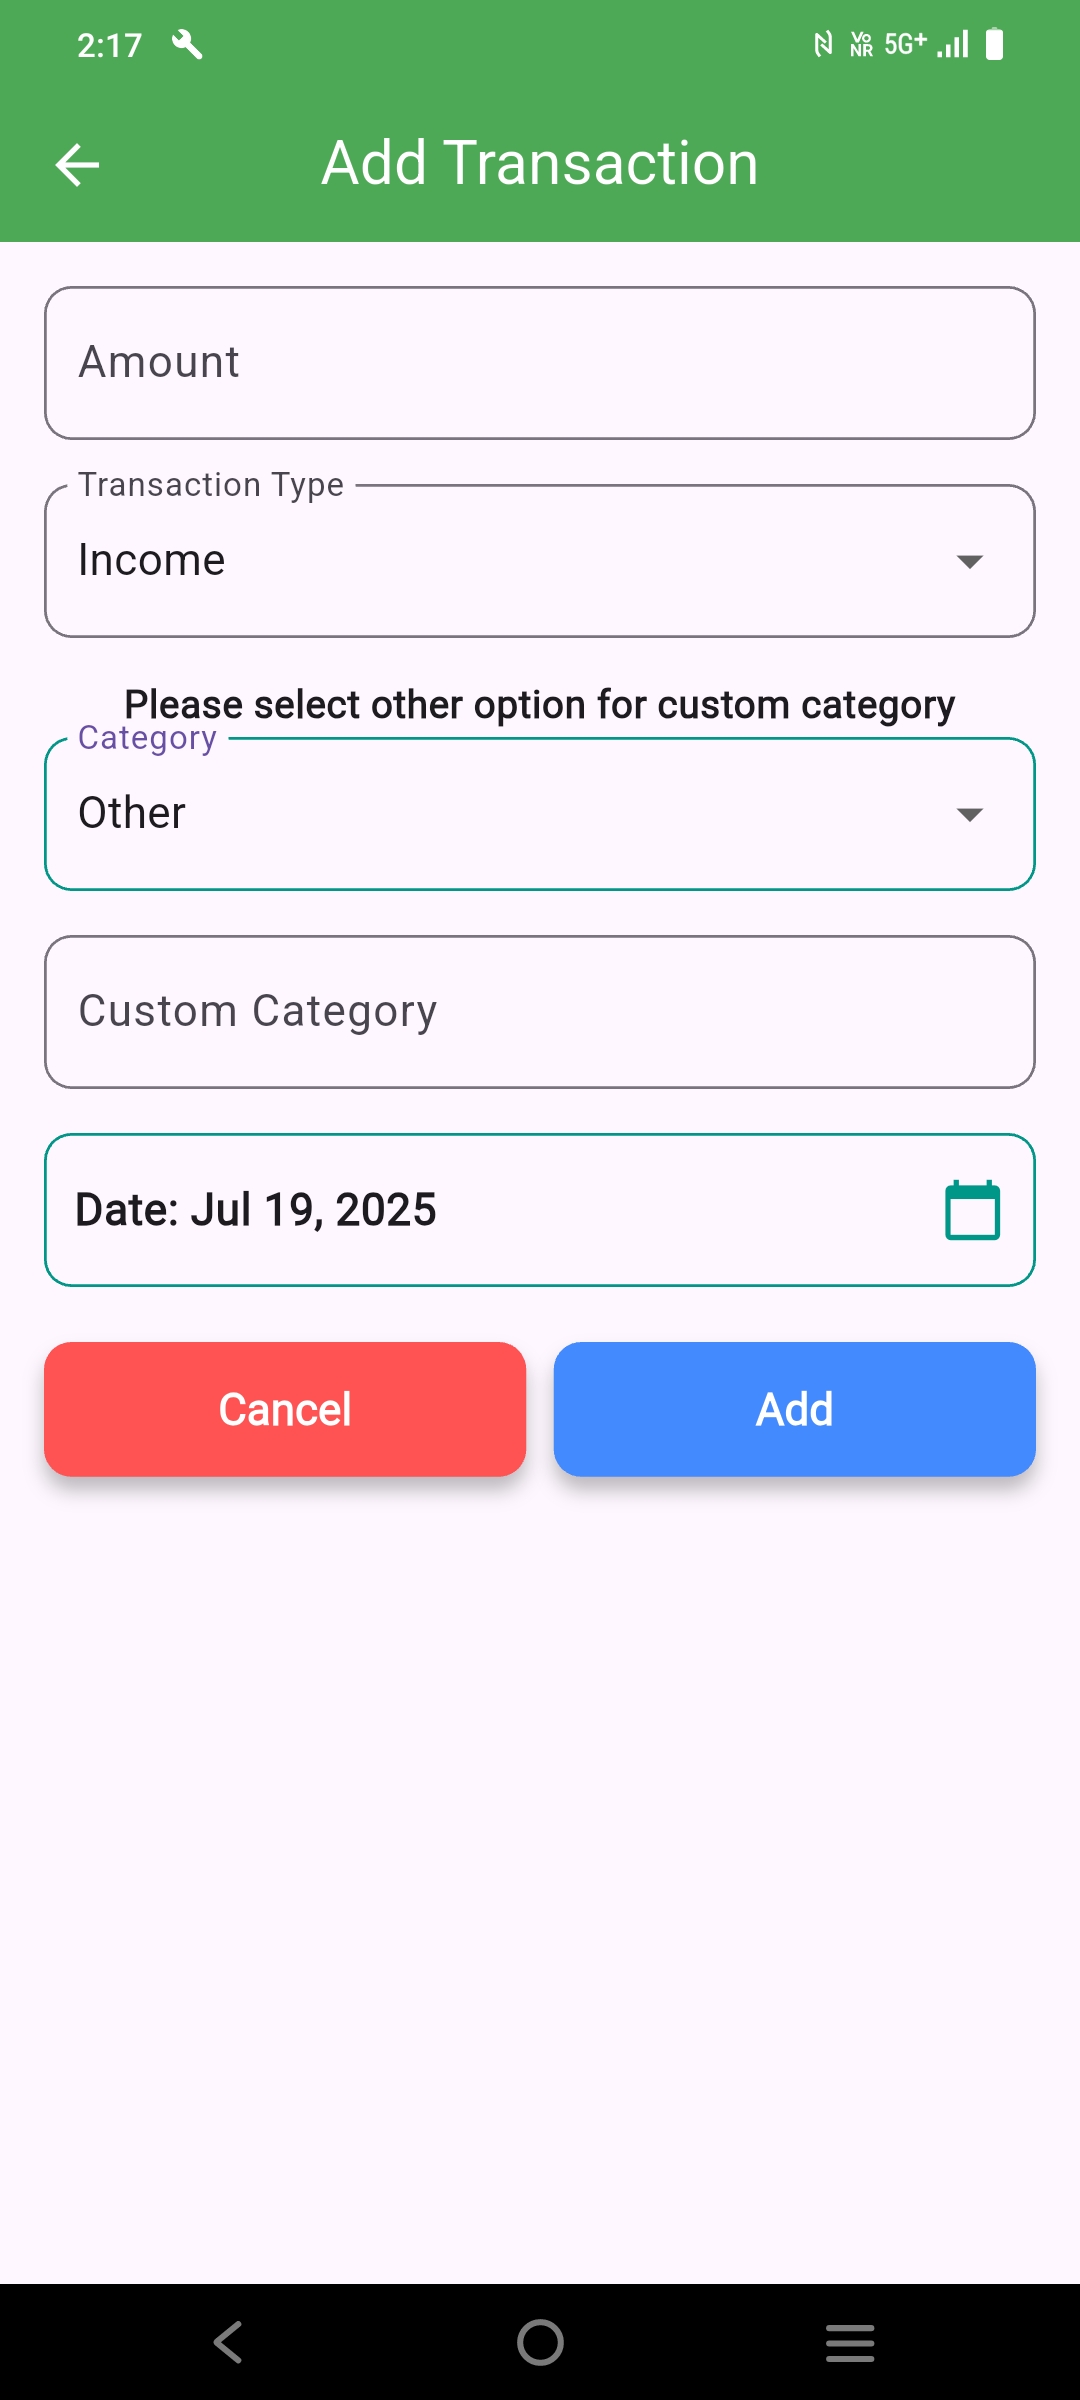 2:17
Vo NR 5G+
Add Transaction
Amount
Transaction Type
Income
Please select other option for custom category
Category
Other
Custom Category
Date: Jul 19, 2025
Cancel
Add